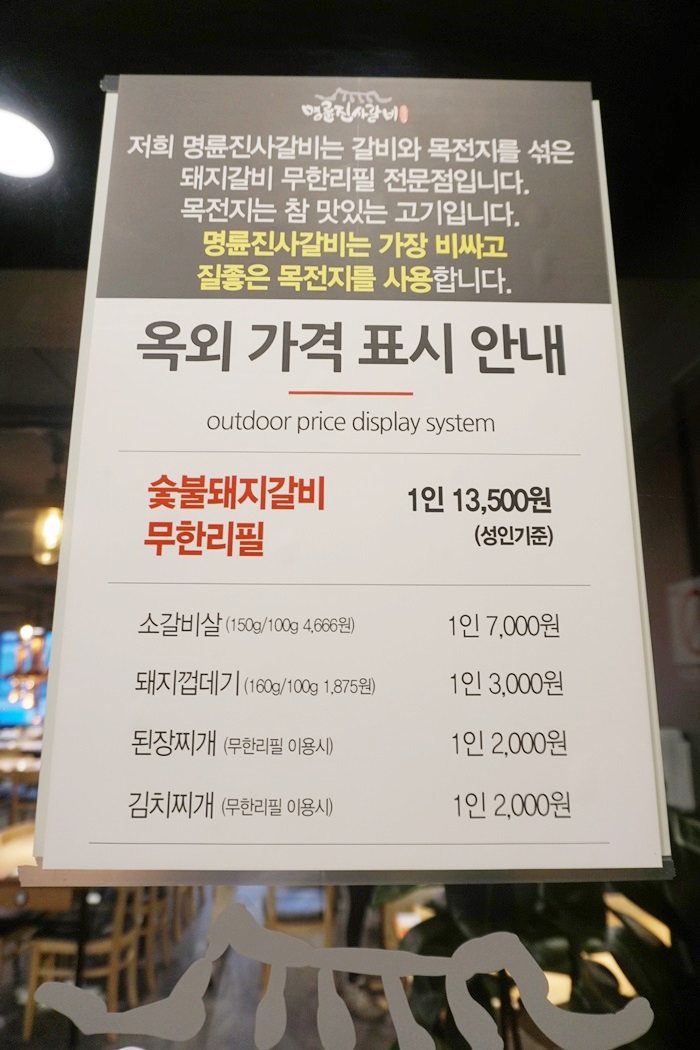 명륜진사갈비
저희 명륜진사갈비는 갈비와 목전지를 섞은
돼지갈비 무한리필 전문점입니다.
목전지는 참 맛있는 고기입니다.
명륜진사갈비는 가장 비싸고
질좋은 목전지를 사용합니다.
옥외 가격 표시 안내
outdoor price display system
숯불돼지갈비
무한리필
1인 13,500원
(성인기준)
소갈비살 (150g/100g 4,666원) 1인 7,000원
돼지껍데기 (160g/100g 1,875원) 1인 3,000원
된장찌개 (무한리필 이용시) 1인 2,000원
김치찌개 (무한리필 이용시) 1인 2,000원